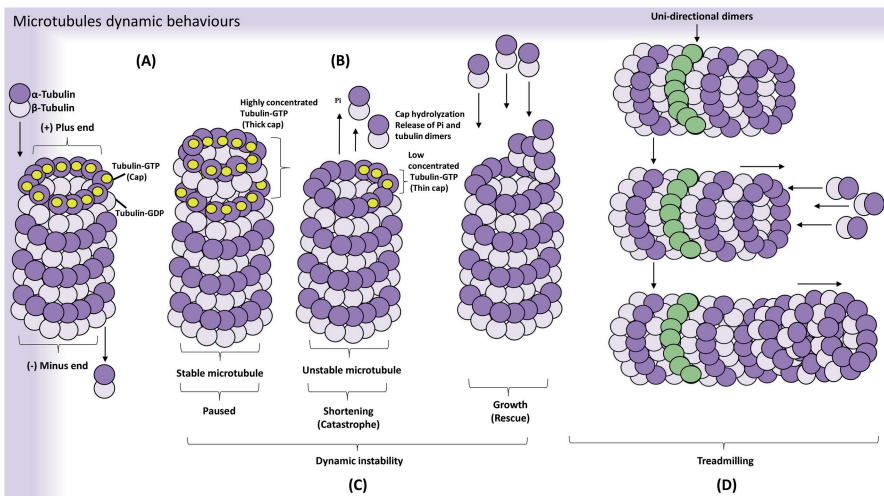 Microtubules dynamic behaviours
(A)
α-Tubulin
β-Tubulin
(+) Plus end
Tubulin-GTP
(Cap)
Tubulin-GDP
(-) Minus end
(B)
Highly concentrated
Tubulin-GTP
(Thick cap)
Pi
Cap hydrolyzation
Release of Pi and
tubulin dimers
Low
concentrated
Tubulin-GTP
(Thin cap)
Stable microtubule
Paused
Unstable microtubule
Shortening
(Catastrophe)
Growth
(Rescue)
Dynamic instability
(C)
Uni-directional dimers
Treadmilling
(D)